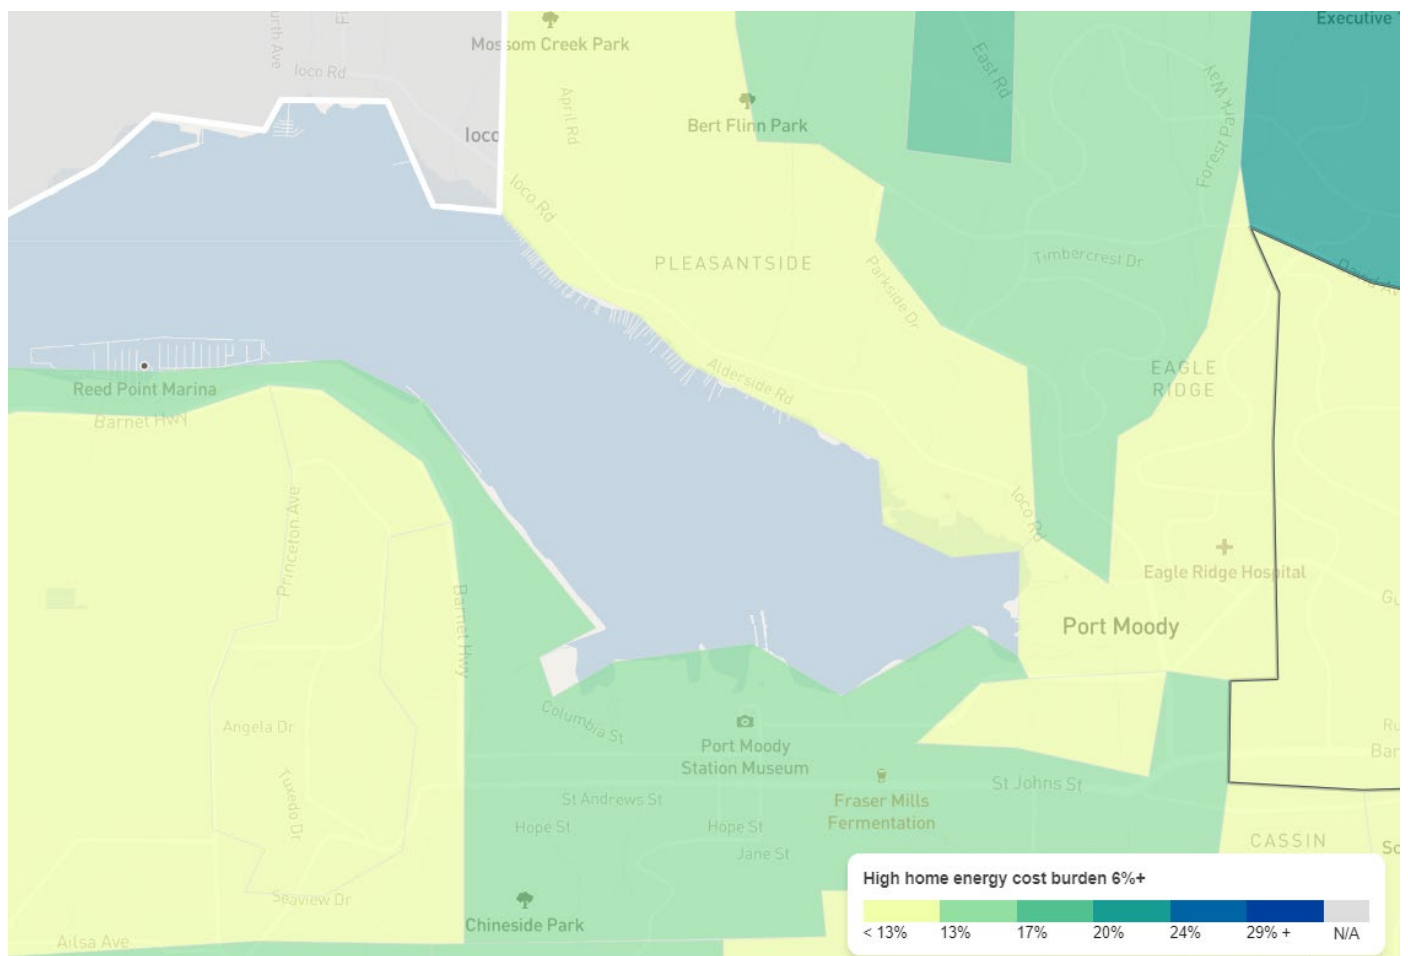 Executive
Mossom Creek Park
Ioco Rd
East Rd
Forest Park Way
April Rd
Bert Flinn Park
Ioco
Ioco Rd
PLEASANTSIDE
Timbercrest Dr
David Av
Parkside Dr
Alderside Rd
EAGLE
RIDGE
Reed Point Marina
Barnet Hwy
Princeton Ave
Ioco Rd
Eagle Ridge Hospital
Barnet Hwy
Port Moody
Columbia St
Angela Dr
Port Moody
Station Museum
Tuxedo Dr
St Andrews St
St Johns St
Fraser Mills
Fermentation
Hope St
Hope St
Jane St
CASSIN
Seaview Dr
Chineside Park
Ailsa Ave
High home energy cost burden 6%+
< 13% 13% 17% 20% 24% 29% + N/A